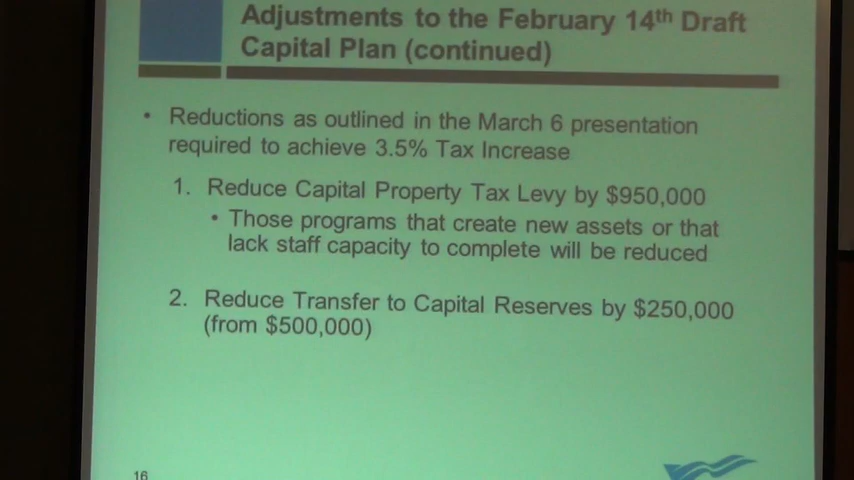 Adjustments to the February 14th Draft
Capital Plan (continued)
• Reductions as outlined in the March 6 presentation
required to achieve 3.5% Tax Increase
1. Reduce Capital Property Tax Levy by $950,000
• Those programs that create new assets or that
lack staff capacity to complete will be reduced
2. Reduce Transfer to Capital Reserves by $250,000
(from $500,000)
16